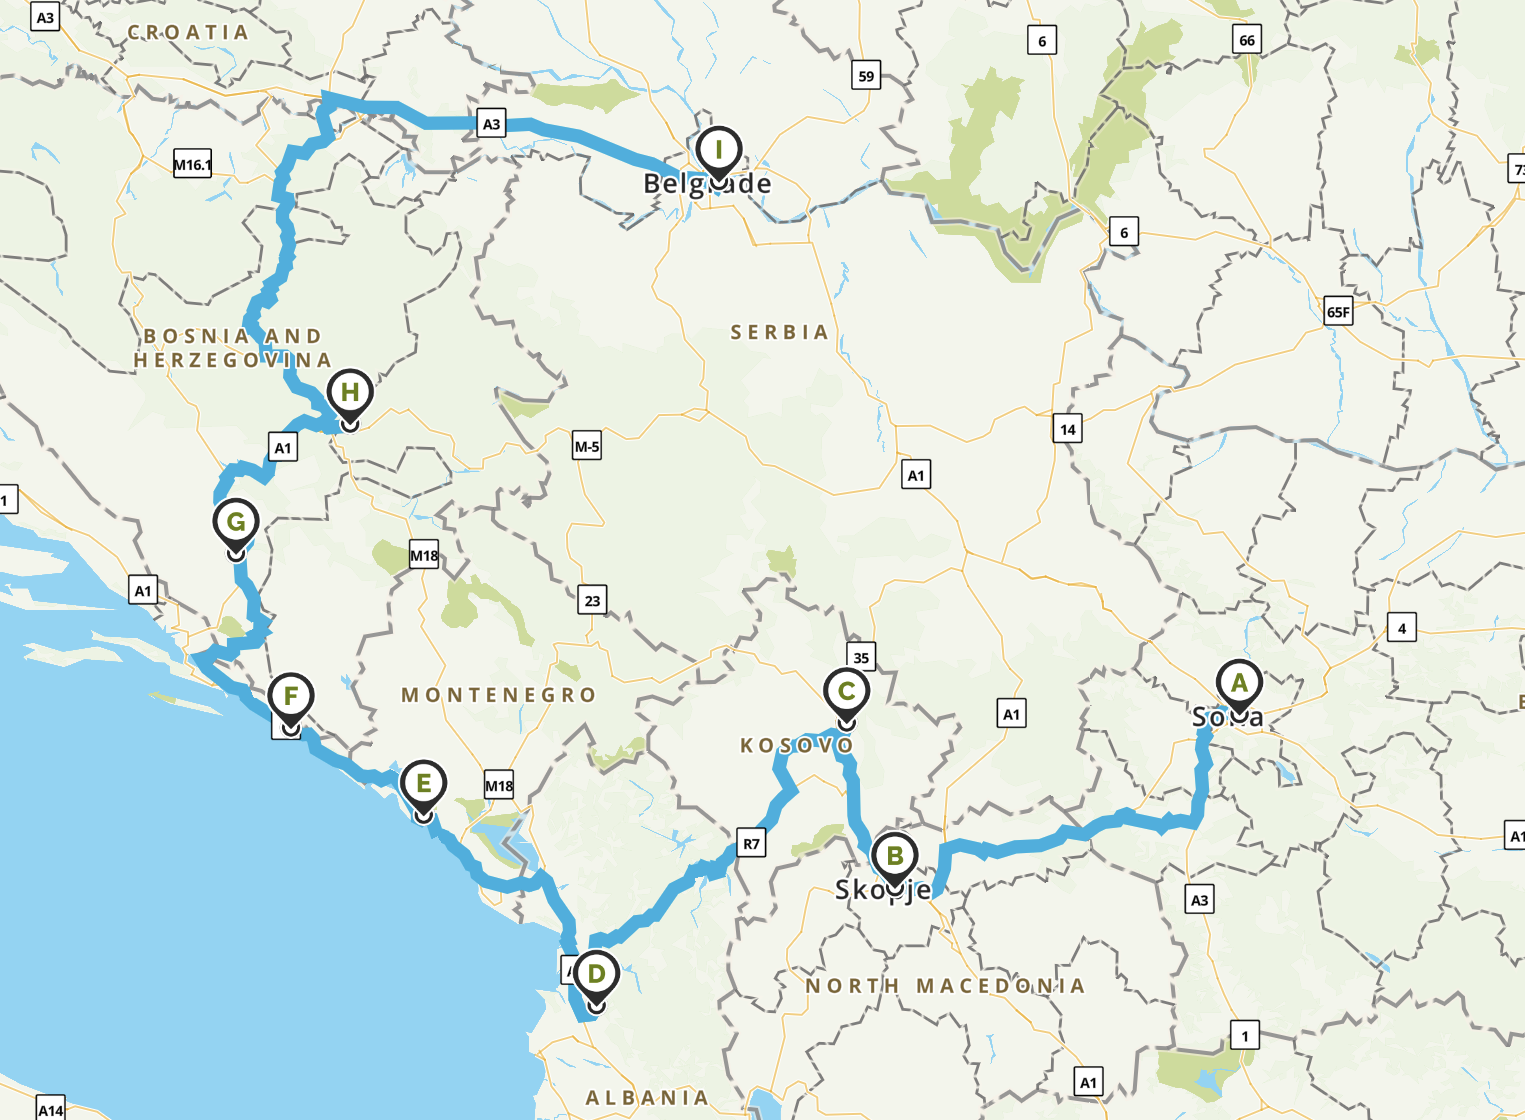 A3
CROATIA
6
66
59
A3
I
M16.1
73
Belgrade
6
65F
BOSNIA AND
HERZEGOVINA
SERBIA
H
14
A1
M-5
A1
1
G
M18
A1
23
4
35
A
C
F
MONTENEGRO
A1
Sofia
KOSOVO
E
M18
R7
A1
B
Skopje
A3
D
NORTH MACEDONIA
1
A1
ALBANIA
A14